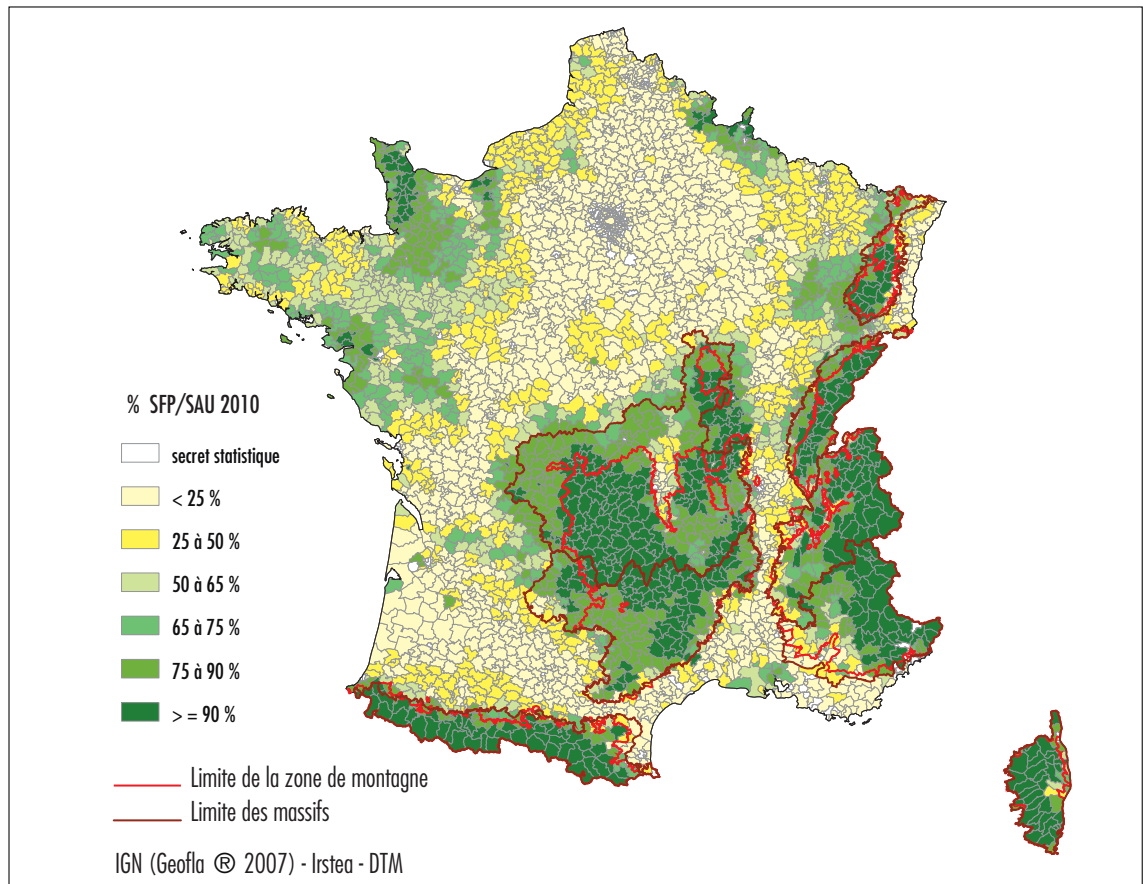 % SFP/SAU 2010
secret statistique
< 25 %
25 à 50 %
50 à 65 %
65 à 75 %
75 à 90 %
> = 90 %
Limite de la zone de montagne
Limite des massifs
IGN (Geofla ® 2007) - Irstea - DTM